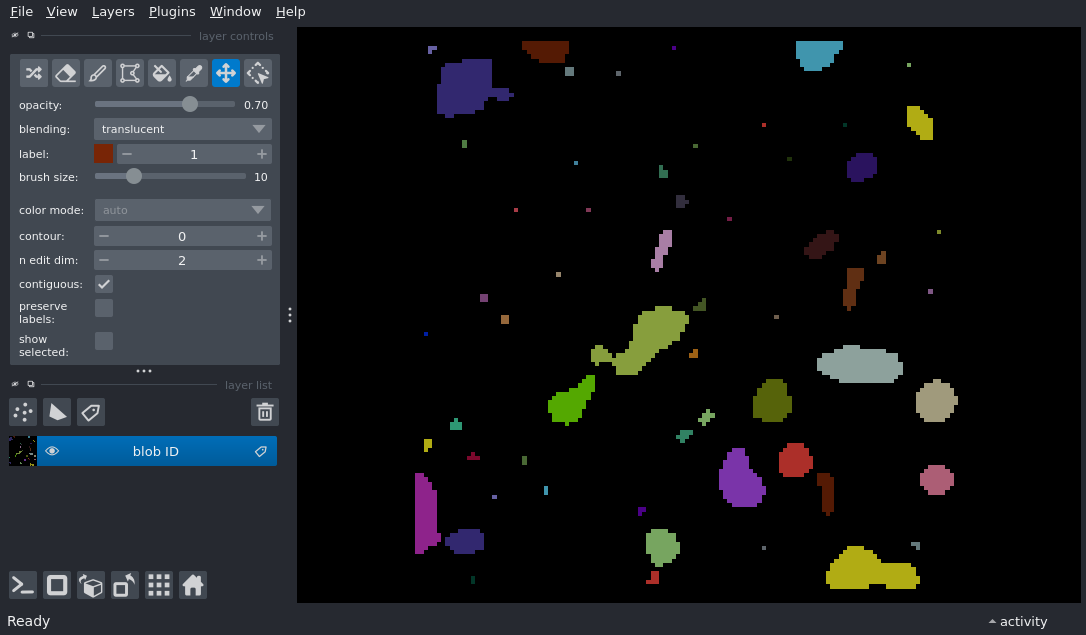 File View Layers Plugins Window Help
layer controls
opacity: 0.70
blending: translucent
label: 1
brush size: 10
color mode: auto
contour: 0
n edit dim: 2
contiguous:
preserve
labels:
show
selected:
layer list
blob ID
Ready
activity